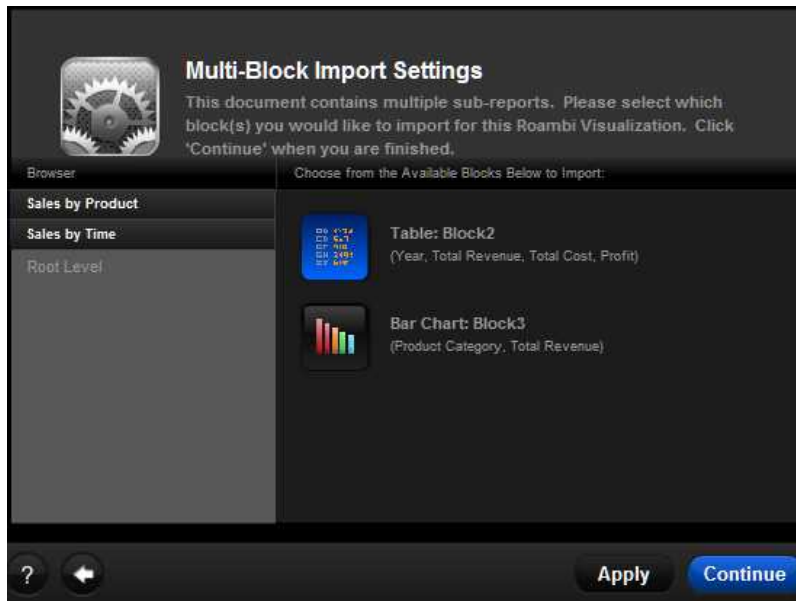 Multi-Block Import Settings
This document contains multiple sub-reports. Please select which
block(s) you would like to import for this Roambi Visualization. Click
'Continue' when you are finished.
Browser
Choose from the Available Blocks Below to Import:
Sales by Product
Sales by Time
Root Level
Table: Block2
(Year, Total Revenue, Total Cost, Profit)
Bar Chart: Block3
(Product Category, Total Revenue)
?
Apply
Continue